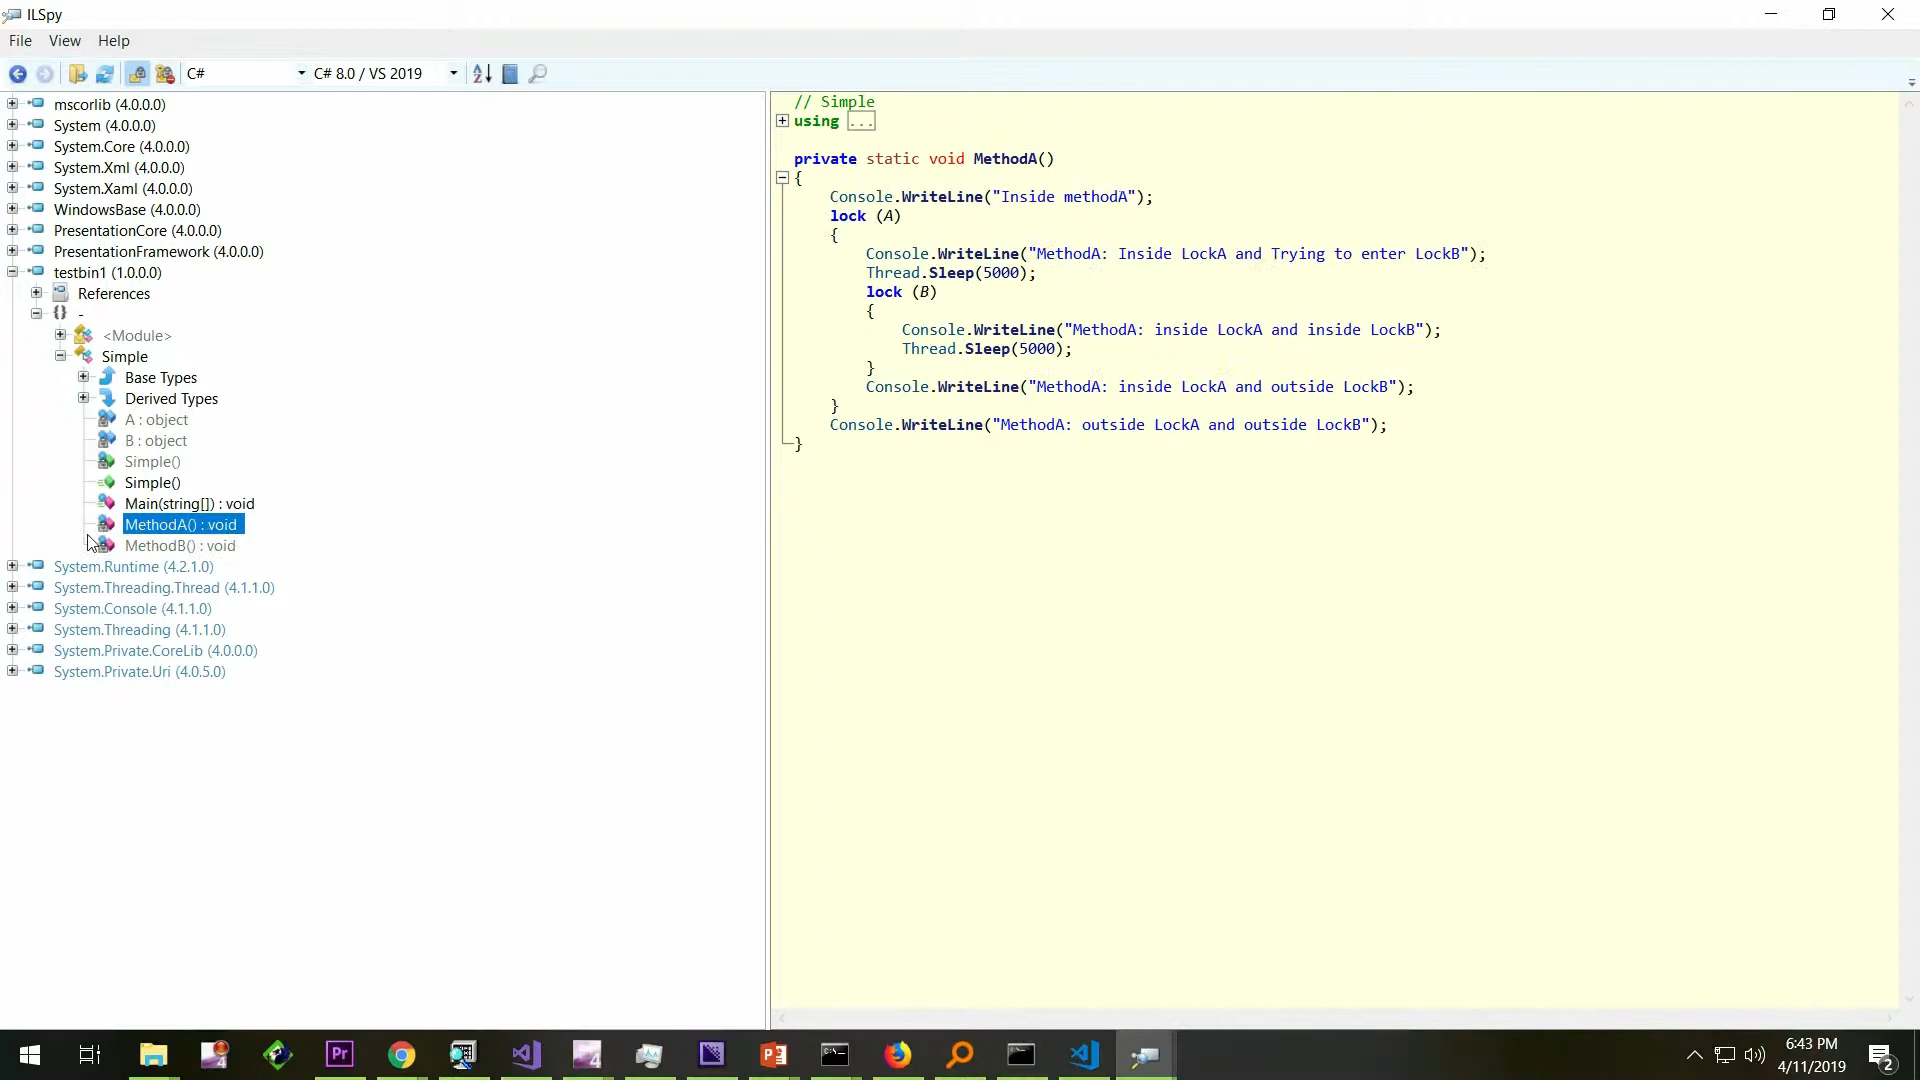 ILSpy
File View Help
C# C# 8.0 / VS 2019
mscorlib (4.0.0.0)
System (4.0.0.0)
System.Core (4.0.0.0)
System.Xml (4.0.0.0)
System.Xaml (4.0.0.0)
WindowsBase (4.0.0.0)
PresentationCore (4.0.0.0)
PresentationFramework (4.0.0.0)
testbin1 (1.0.0.0)
References
-
<Module>
Simple
Base Types
Derived Types
A : object
B : object
Simple()
Simple()
Main(string[]) : void
MethodA() : void
MethodB() : void
System.Runtime (4.2.1.0)
System.Threading.Thread (4.1.1.0)
System.Console (4.1.1.0)
System.Threading (4.1.1.0)
System.Private.CoreLib (4.0.0.0)
System.Private.Uri (4.0.5.0)
// Simple
using ...
private static void MethodA()
{
Console.WriteLine("Inside methodA");
lock (A)
{
Console.WriteLine("MethodA: Inside LockA and Trying to enter LockB");
Thread.Sleep(5000);
lock (B)
{
Console.WriteLine("MethodA: inside LockA and inside LockB");
Thread.Sleep(5000);
}
Console.WriteLine("MethodA: inside LockA and outside LockB");
}
Console.WriteLine("MethodA: outside LockA and outside LockB");
}
6:43 PM
4/11/2019
2